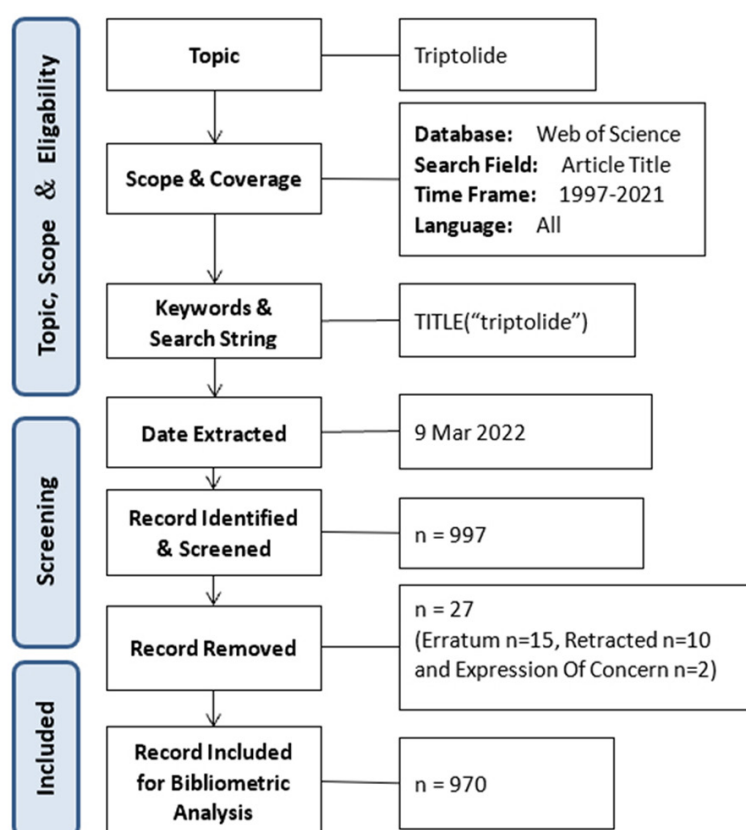 Topic, Scope & Eligability
Topic
Triptolide
Scope & Coverage
Database: Web of Science
Search Field: Article Title
Time Frame: 1997-2021
Language: All
Keywords &
Search String
TITLE(“triptolide”)
Screening
Date Extracted
9 Mar 2022
Record Identified
& Screened
n = 997
Record Removed
n = 27
(Erratum n=15, Retracted n=10
and Expression Of Concern n=2)
Included
Record Included
for Bibliometric
Analysis
n = 970